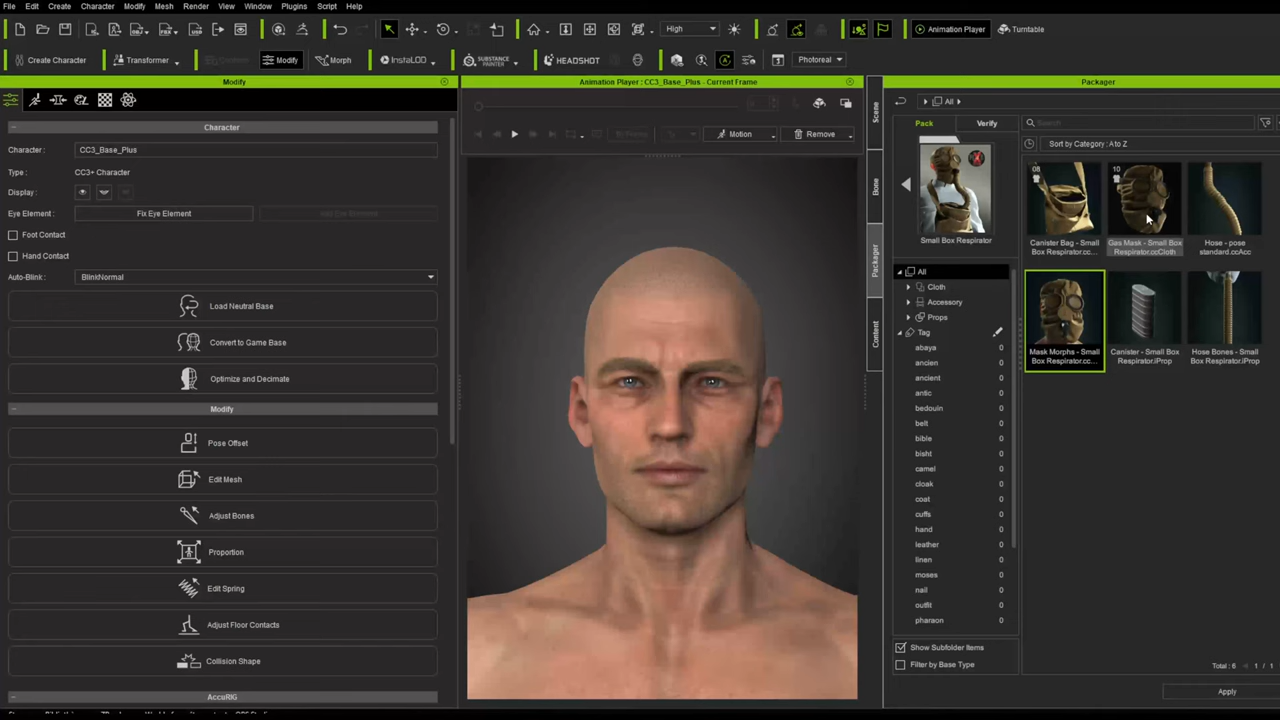 File Edit Create Character Modify Mesh Render View Window Plugins Script Help
High Animation Player Turntable
Create Character Transformer Modify Morph InstaLOD SUBSTANCE PAINTER HEADSHOT Photoreal
Modify
Character
Character: CC3_Base_Plus
Type: CC3+ Character
Display:
Eye Element: Fix Eye Element
Foot Contact
Hand Contact
Auto-Blink: BlinkNormal
Load Neutral Base
Convert to Game Base
Optimize and Decimate
Modify
Pose Offset
Edit Mesh
Adjust Bones
Proportion
Edit Spring
Adjust Floor Contacts
Collision Shape
AccuRIG
Animation Player : CC3_Base_Plus - Current Frame
Motion Remove
Scene
Bone
Packager
Content
Packager
All
Pack Verify
Search
Sort by Category : A to Z
Small Box Respirator
All
Cloth
Accessory
Props
Tag
abaya 0
ancien 0
ancient 0
antic 0
bedouin 0
belt 0
bible 0
bisht 0
camel 0
cloak 0
coat 0
cuffs 0
hand 0
leather 0
linen 0
moses 0
nail 0
outfit 0
pharaon 0
Show Subfolder Items
Filter by Base Type
08
Canister Bag - Small
Box Respirator.cc...
10
Gas Mask - Small Box
Respirator.ccCloth
Hose - pose
standard.ccAcc
Mask Morphs - Small
Box Respirator.cc...
Canister - Small Box
Respirator.iProp
Hose Bones - Small
Box Respirator.iProp
Total : 6 1 / 1
Apply